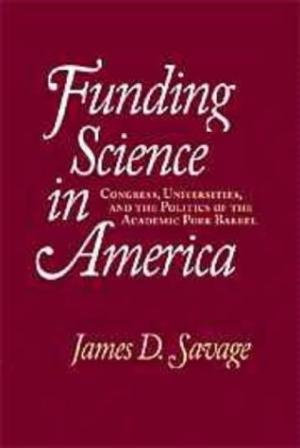 Funding
Science
in
Congress, Universities,
and the Politics of the
Academic Pork Barrel
America
James D. Savage